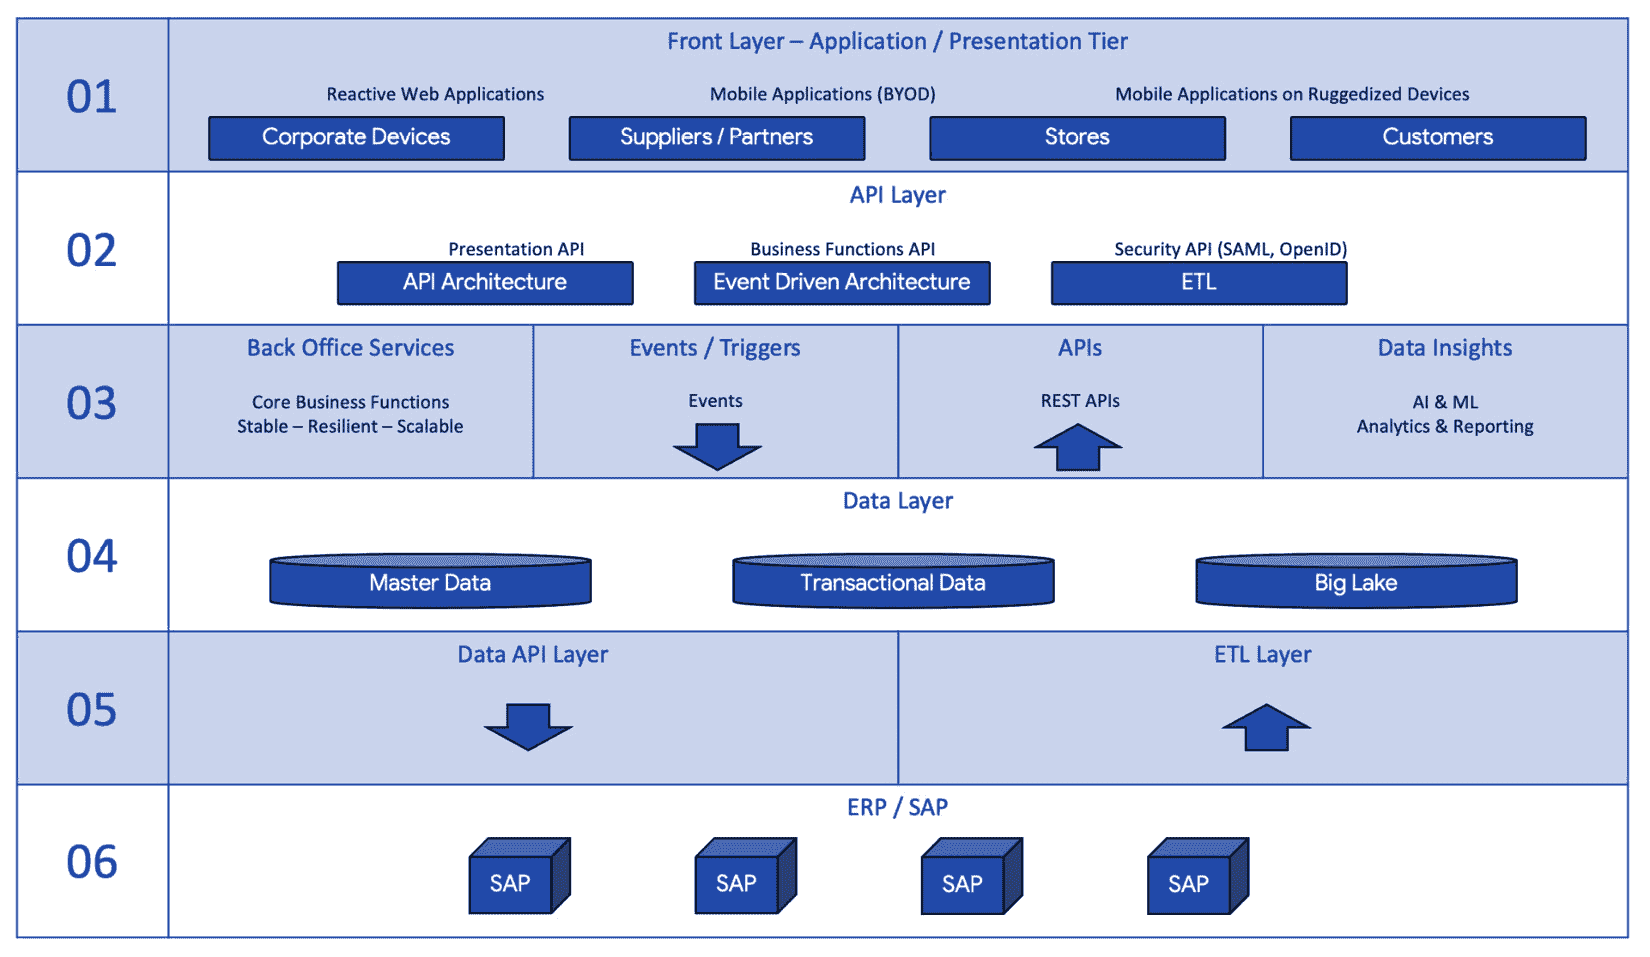 01
Front Layer – Application / Presentation Tier
Reactive Web Applications
Mobile Applications (BYOD)
Mobile Applications on Ruggedized Devices
Corporate Devices
Suppliers / Partners
Stores
Customers
02
API Layer
Presentation API
Business Functions API
Security API (SAML, OpenID)
API Architecture
Event Driven Architecture
ETL
03
Back Office Services
Core Business Functions
Stable – Resilient – Scalable
Events / Triggers
Events
APIs
REST APIs
Data Insights
AI & ML
Analytics & Reporting
04
Data Layer
Master Data
Transactional Data
Big Lake
05
Data API Layer
ETL Layer
06
ERP / SAP
SAP
SAP
SAP
SAP